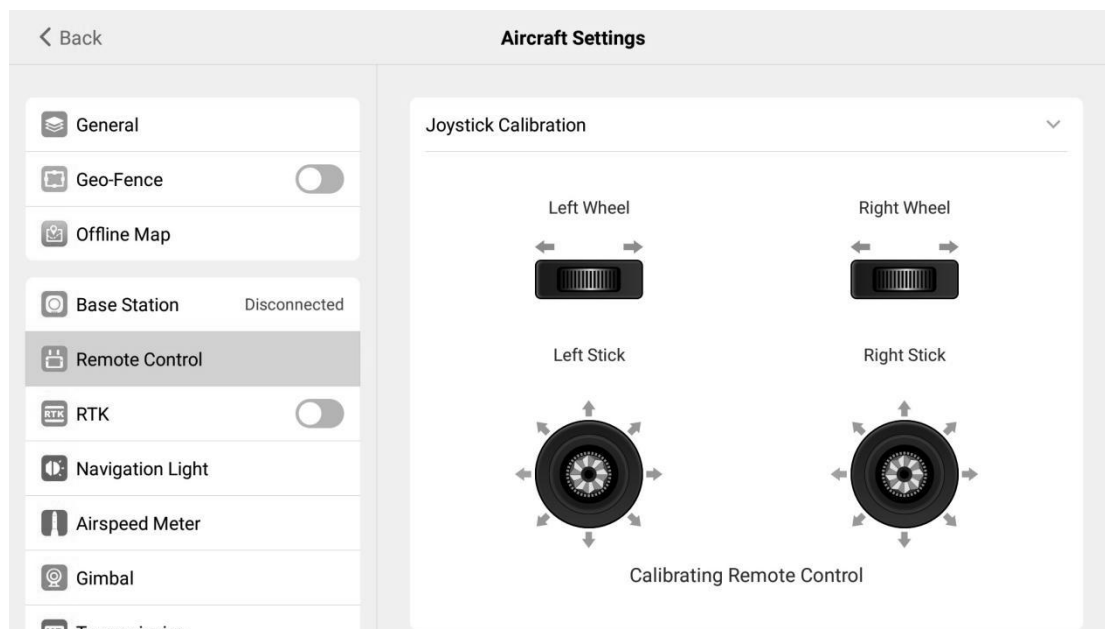 Back
Aircraft Settings
General
Geo-Fence
Offline Map
Base Station Disconnected
Remote Control
RTK RTK
Navigation Light
Airspeed Meter
Gimbal
Joystick Calibration
Left Wheel Right Wheel
Left Stick Right Stick
Calibrating Remote Control